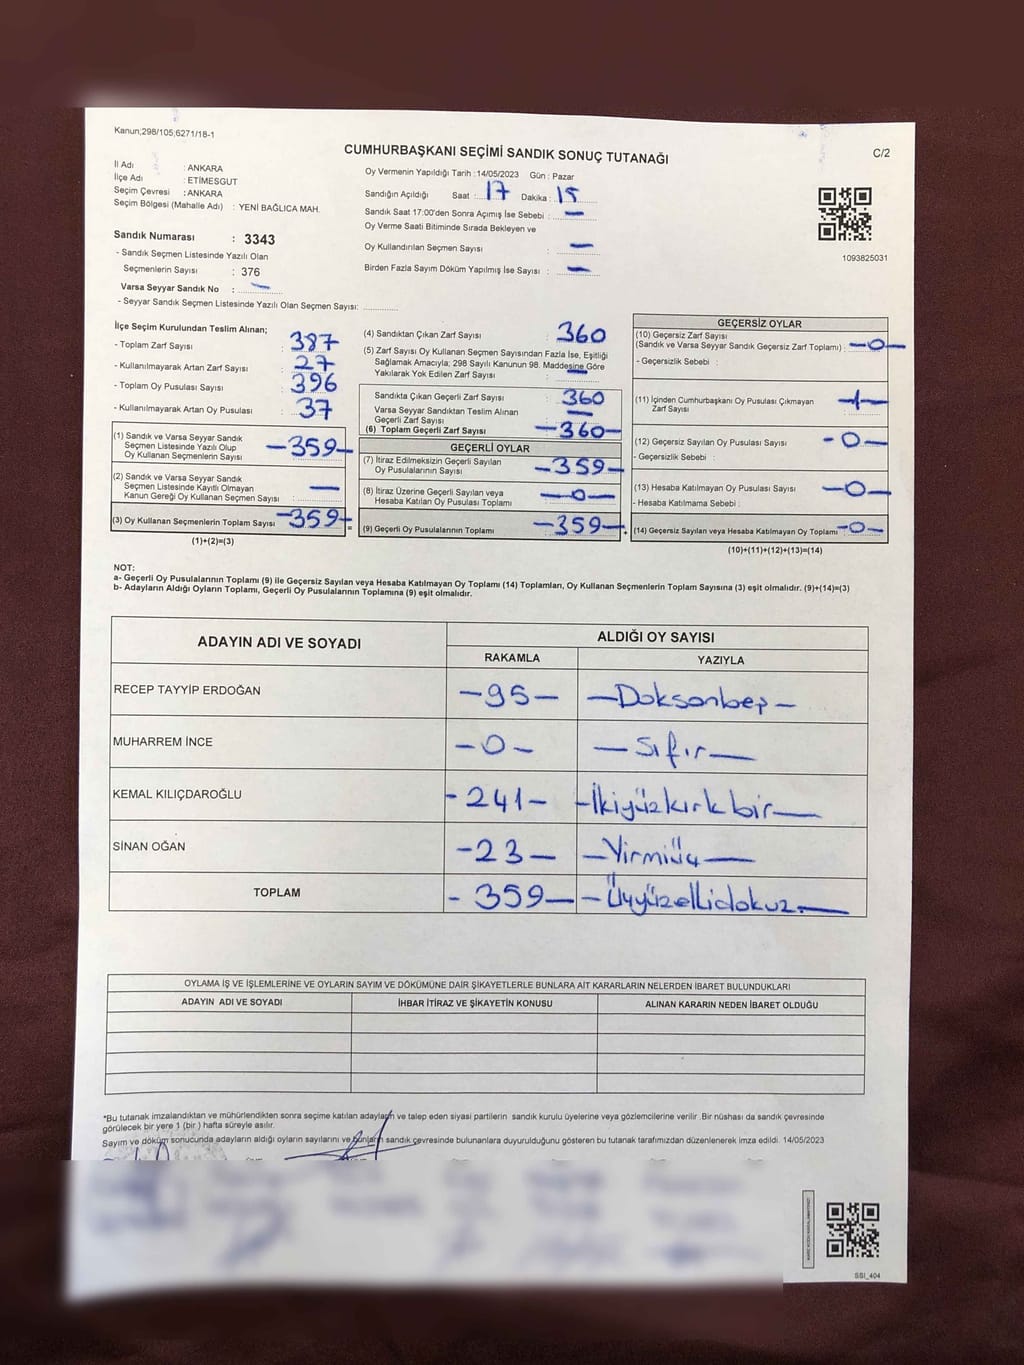 Kanun;298/105;6271/18-1
CUMHURBAŞKANI SEÇİMİ SANDIK SONUÇ TUTANAĞI
C/2
İl Adı : ANKARA
İlçe Adı : ETİMESGUT
Seçim Çevresi : ANKARA
Seçim Bölgesi (Mahalle Adı) : YENİ BAĞLICA MAH.
Sandık Numarası : 3343
- Sandık Seçmen Listesinde Yazılı Olan
Seçmenlerin Sayısı : 376
Varsa Seyyar Sandık No : —
- Seyyar Sandık Seçmen Listesinde Yazılı Olan Seçmen Sayısı: ..............
Oy Vermenin Yapıldığı Tarih :14/05/2023 Gün : Pazar
Sandığın Açıldığı Saat : 17 Dakika : 15
Sandık Saat 17:00'den Sonra Açımış İse Sebebi : —
Oy Verme Saati Bitiminde Sırada Bekleyen ve
Oy Kullandırılan Seçmen Sayısı : —
Birden Fazla Sayım Döküm Yapılmış İse Sayısı : —
1093825031
İlçe Seçim Kurulundan Teslim Alınan;
- Toplam Zarf Sayısı : 387
- Kullanılmayarak Artan Zarf Sayısı : 27
- Toplam Oy Pusulası Sayısı : 396
- Kullanılmayarak Artan Oy Pusulası : 37
(1) Sandık ve Varsa Seyyar Sandık
Seçmen Listesinde Yazılı Olup
Oy Kullanan Seçmenlerin Sayısı —359—
(2) Sandık ve Varsa Seyyar Sandık
Seçmen Listesinde Kayıtlı Olmayan
Kanun Gereği Oy Kullanan Seçmen Sayısı : —
(3) Oy Kullanan Seçmenlerin Toplam Sayısı —359—
(1)+(2)=(3)
(4) Sandıktan Çıkan Zarf Sayısı : 360
(5) Zarf Sayısı Oy Kullanan Seçmen Sayısından Fazla İse, Eşitliği
Sağlamak Amacıyla; 298 Sayılı Kanunun 98. Maddesine Göre
Yakılarak Yok Edilen Zarf Sayısı : —
Sandıkta Çıkan Geçerli Zarf Sayısı : 360
Varsa Seyyar Sandıktan Teslim Alınan
Geçerli Zarf Sayısı : —
(6) Toplam Geçerli Zarf Sayısı —360—
GEÇERLİ OYLAR
(7) İtiraz Edilmeksizin Geçerli Sayılan
Oy Pusulalarının Sayısı —359—
(8) İtiraz Üzerine Geçerli Sayılan veya
Hesaba Katılan Oy Pusulası Toplamı —0—
=
(9) Geçerli Oy Pusulalarının Toplamı —359—
+
GEÇERSİZ OYLAR
(10) Geçersiz Zarf Sayısı
(Sandık ve Varsa Seyyar Sandık Geçersiz Zarf Toplamı) : —0—
- Geçersizlik Sebebi :
(11) İçinden Cumhurbaşkanı Oy Pusulası Çıkmayan
Zarf Sayısı —1—
(12) Geçersiz Sayılan Oy Pusulası Sayısı -0—
- Geçersizlik Sebebi :
(13) Hesaba Katılmayan Oy Pusulası Sayısı —0—
- Hesaba Katılmama Sebebi :
(14) Geçersiz Sayılan veya Hesaba Katılmayan Oy Toplamı -0—
(10)+(11)+(12)+(13)=(14)
NOT:
a- Geçerli Oy Pusulalarının Toplamı (9) ile Geçersiz Sayılan veya Hesaba Katılmayan Oy Toplamı (14) Toplamları, Oy Kullanan Seçmenlerin Toplam Sayısına (3) eşit olmalıdır. (9)+(14)=(3)
b- Adayların Aldığı Oyların Toplamı, Geçerli Oy Pusulalarının Toplamına (9) eşit olmalıdır.
ADAYIN ADI VE SOYADI ALDIĞI OY SAYISI
RAKAMLA YAZIYLA
RECEP TAYYİP ERDOĞAN —95— —Doksanbeş—
MUHARREM İNCE —0— —Sıfır—
KEMAL KILIÇDAROĞLU -241— —İkiyüzkırkbir—
SİNAN OĞAN -23— —Yirmiüç—
TOPLAM - 359— —Üçyüzellidokuz.—
OYLAMA İŞ VE İŞLEMLERİNE VE OYLARIN SAYIM VE DÖKÜMÜNE DAİR ŞİKAYETLERLE BUNLARA AİT KARARLARIN NELERDEN İBARET BULUNDUKLARI
ADAYIN ADI VE SOYADI İHBAR İTİRAZ VE ŞİKAYETİN KONUSU ALINAN KARARIN NEDEN İBARET OLDUĞU
*Bu tutanak imzalandıktan ve mühürlendikten sonra seçime katılan adayların ve talep eden siyasi partilerin sandık kurulu üyelerine veya gözlemcilerine verilir .Bir nüshası da sandık çevresinde
görülecek bir yere 1 (bir ) hafta süreyle asılır.
Sayım ve döküm sonucunda adayların aldığı oyların sayılarını ve bunların sandık çevresinde bulunanlara duyurulduğunu gösteren bu tutanak tarafımızdan düzenlenerek imza edildi. 14/05/2023
SSI_404